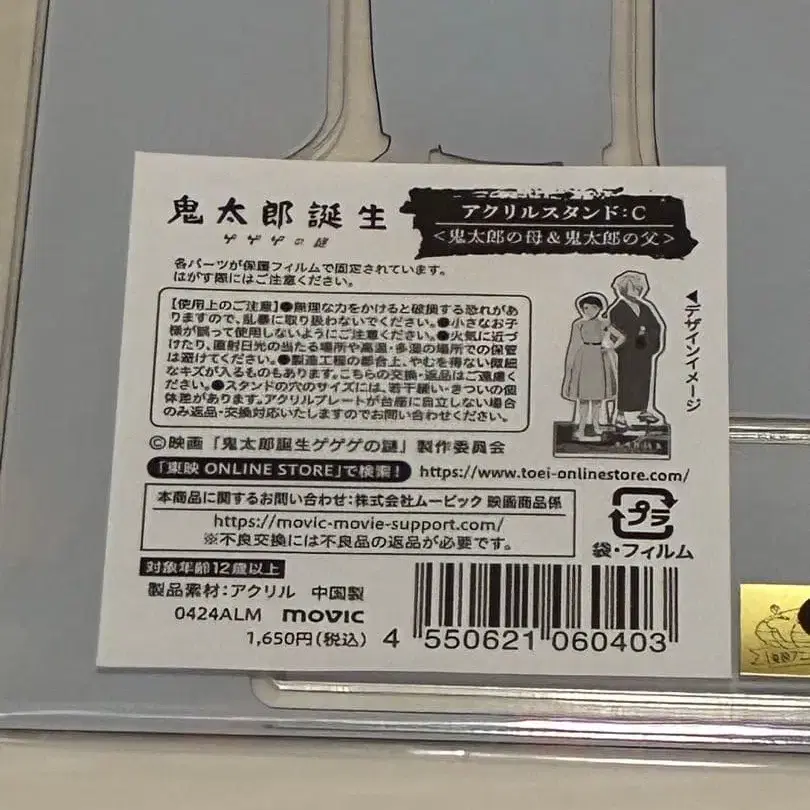 鬼太郎誕生
ゲゲゲの謎
アクリルスタンド:C
<鬼太郎の母&鬼太郎の父>
各パーツが保護フィルムで固定されています。
はがす際にはご注意ください。
【使用上のご注意】●無理な力をかけると破損する恐れがあ
りますので、乱暴に取り扱わないでください。●小さなお子
様が誤って使用しないようにご注意ください。●火気に近づ
けたり、直射日光の当たる場所や高温・多湿の場所での保管
は避けてください。●製造工程の都合上、やむを得ない微細
なキズが入るものもあります。こちらの交換・返品はご遠慮く
ださい。●スタンドの穴のサイズには、若干緩い・きついの個
体差があります。アクリルプレートが台座に自立しない場合
のみ返品・交換対応いたしますのでお問い合わせください。
◀デザインイメージ
©映画「鬼太郎誕生ゲゲゲの謎」製作委員会
「東映 ONLINE STORE」で検索! https://www.toei-onlinestore.com/
本商品に関するお問い合わせ:株式会社ムービック 映画商品係
https://movic-movie-support.com/
※不良交換には不良品の返品が必要です。
プラ
袋・フィルム
対象年齢12歳以上
製品素材:アクリル 中国製
0424ALM movic
1,650円(税込)
4 550621 060403